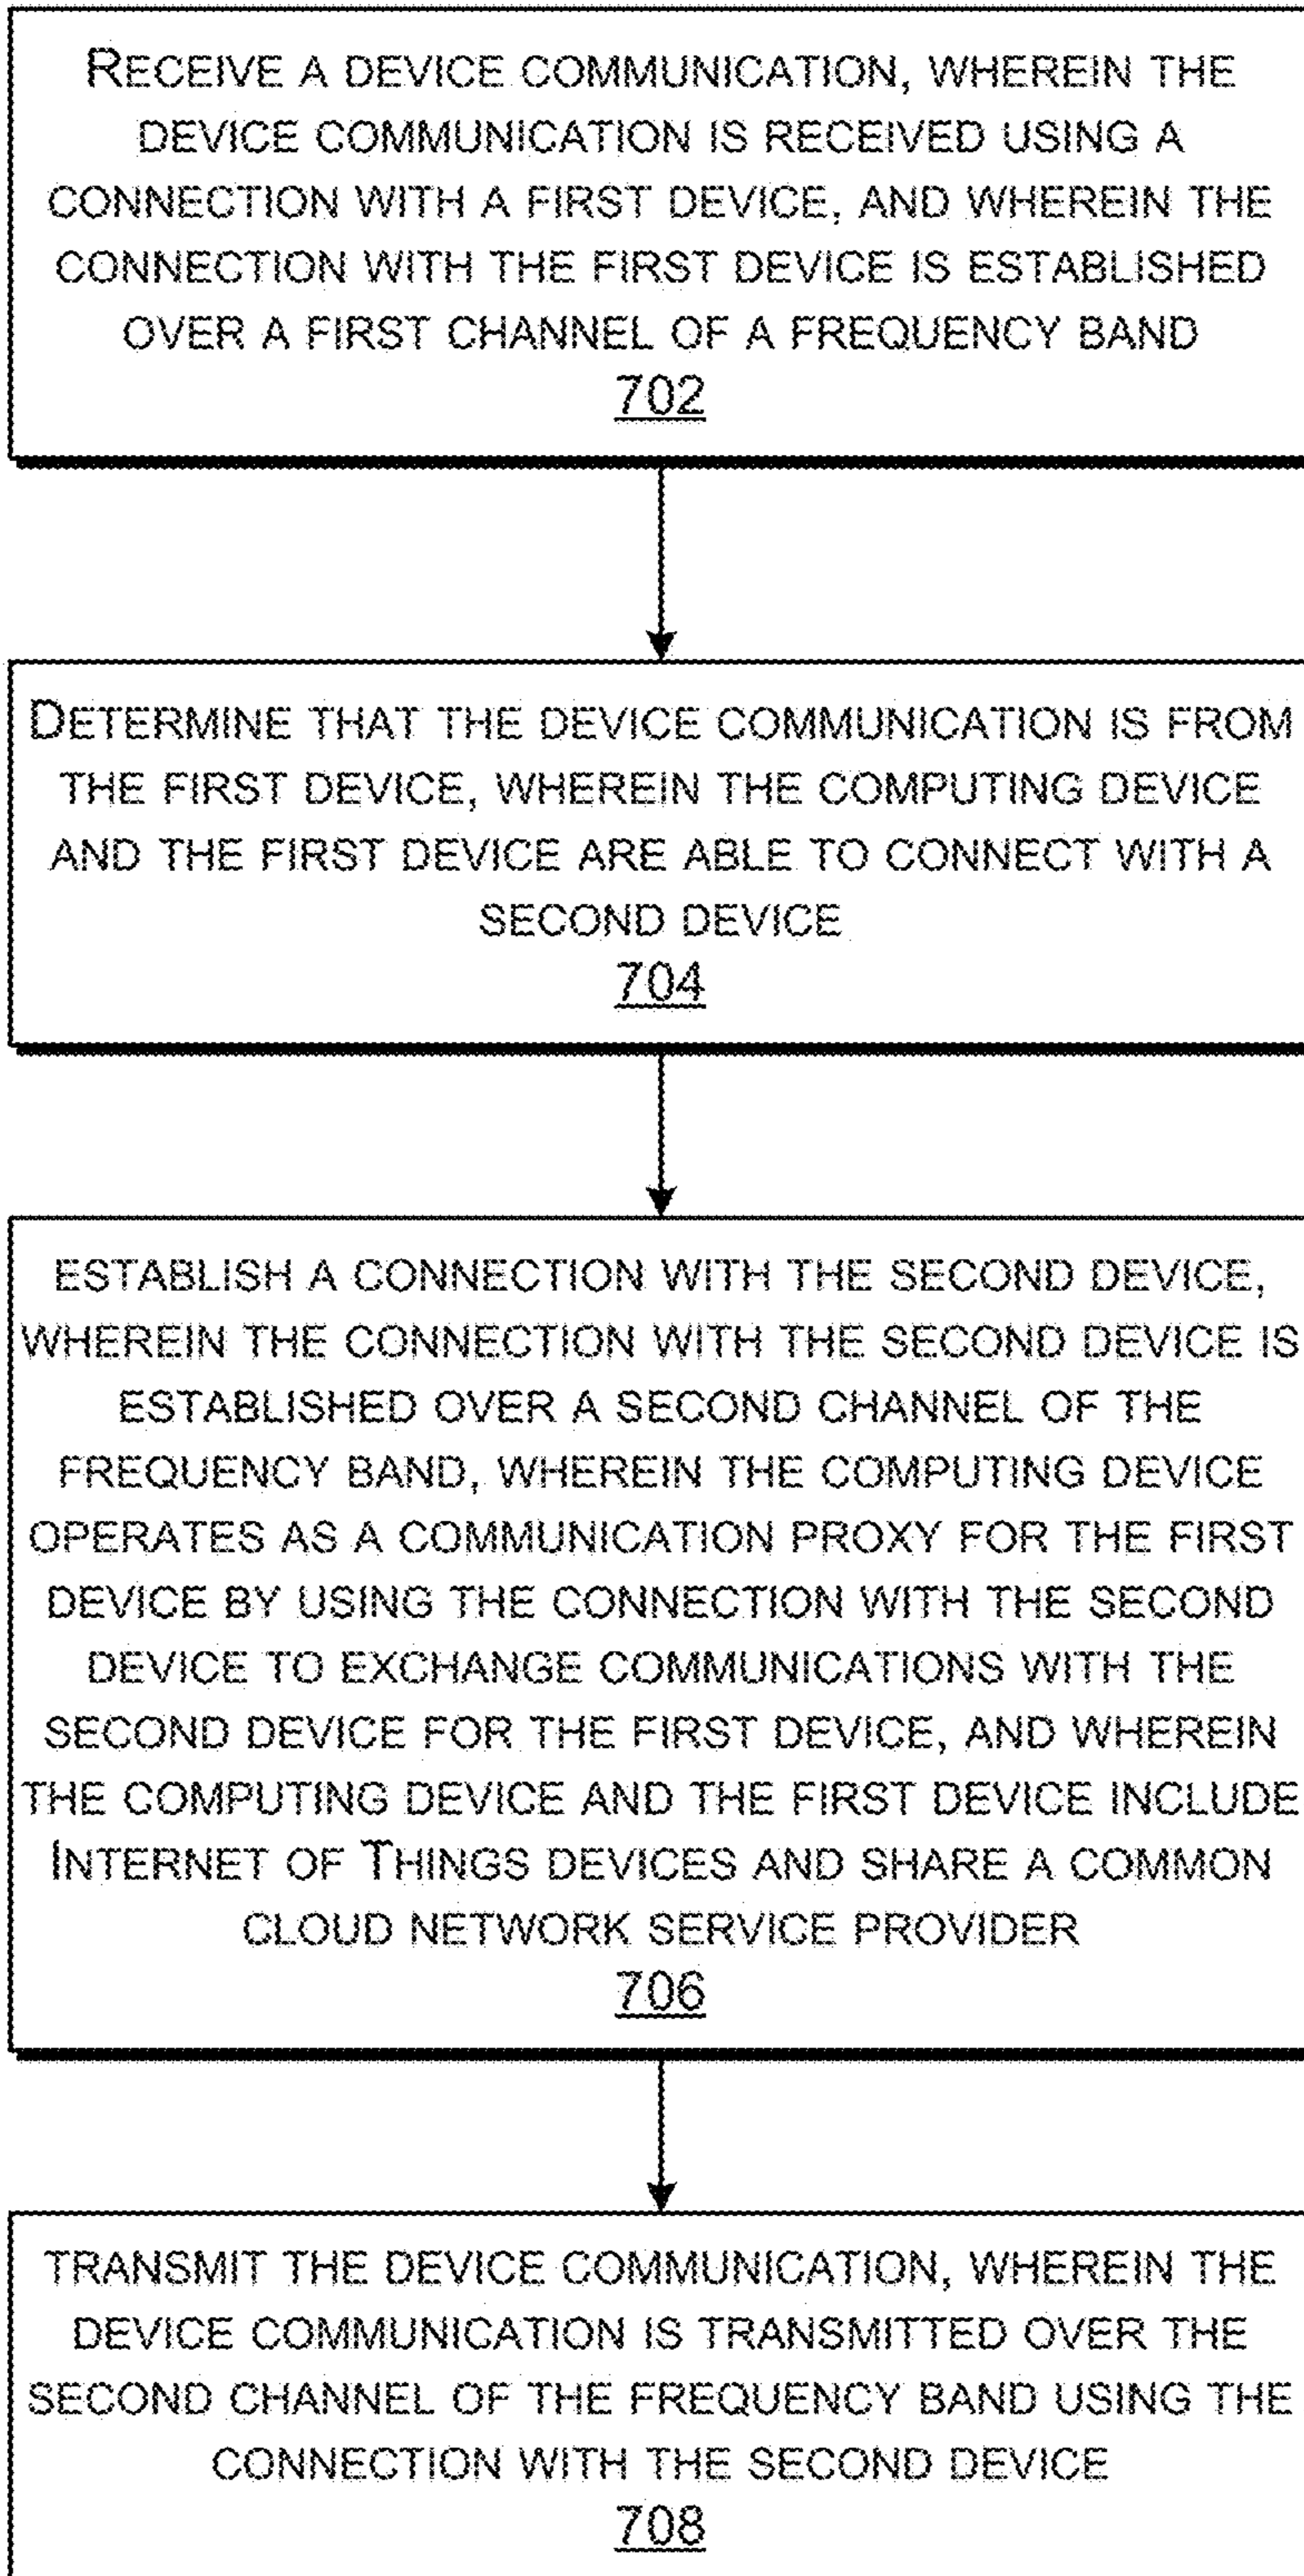 RECEIVE A DEVICE COMMUNICATION, WHEREIN THE
DEVICE COMMUNICATION IS RECEIVED USING A
CONNECTION WITH A FIRST DEVICE, AND WHEREIN THE
CONNECTION WITH THE FIRST DEVICE IS ESTABLISHED
OVER A FIRST CHANNEL OF A FREQUENCY BAND
702
DETERMINE THAT THE DEVICE COMMUNICATION IS FROM
THE FIRST DEVICE, WHEREIN THE COMPUTING DEVICE
AND THE FIRST DEVICE ARE ABLE TO CONNECT WITH A
SECOND DEVICE
704
ESTABLISH A CONNECTION WITH THE SECOND DEVICE,
WHEREIN THE CONNECTION WITH THE SECOND DEVICE IS
ESTABLISHED OVER A SECOND CHANNEL OF THE
FREQUENCY BAND, WHEREIN THE COMPUTING DEVICE
OPERATES AS A COMMUNICATION PROXY FOR THE FIRST
DEVICE BY USING THE CONNECTION WITH THE SECOND
DEVICE TO EXCHANGE COMMUNICATIONS WITH THE
SECOND DEVICE FOR THE FIRST DEVICE, AND WHEREIN
THE COMPUTING DEVICE AND THE FIRST DEVICE INCLUDE
INTERNET OF THINGS DEVICES AND SHARE A COMMON
CLOUD NETWORK SERVICE PROVIDER
706
TRANSMIT THE DEVICE COMMUNICATION, WHEREIN THE
DEVICE COMMUNICATION IS TRANSMITTED OVER THE
SECOND CHANNEL OF THE FREQUENCY BAND USING THE
CONNECTION WITH THE SECOND DEVICE
708